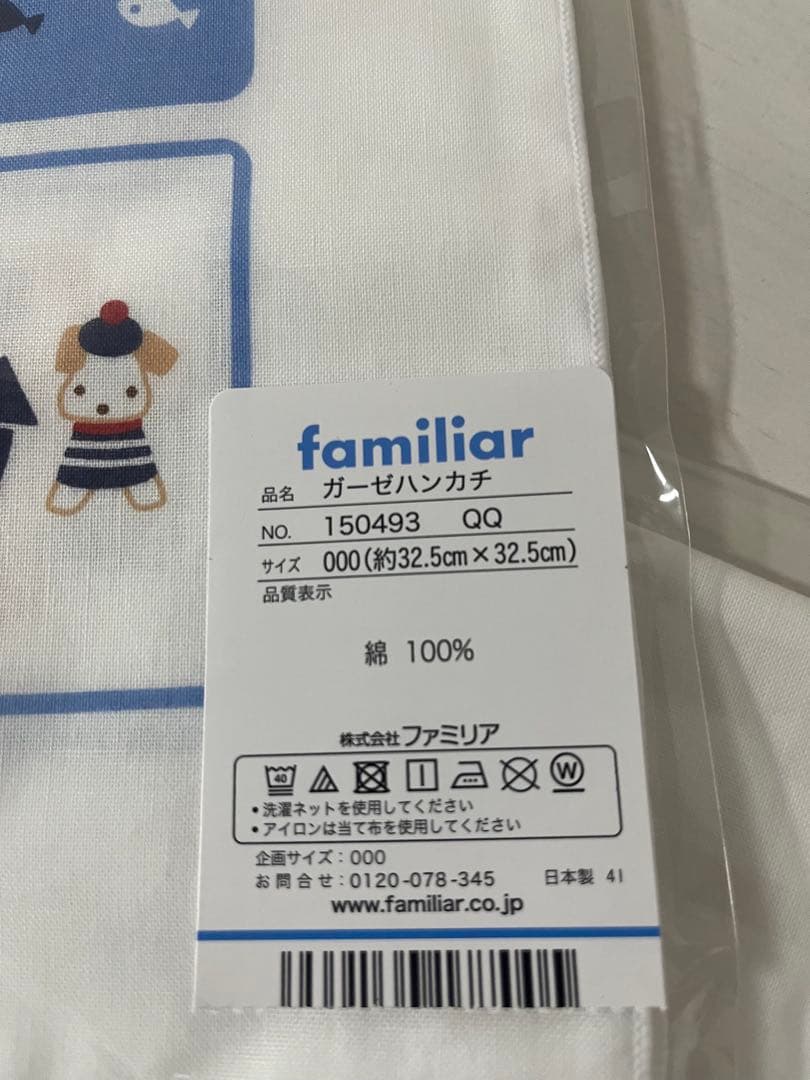 familiar
品名 ガーゼハンカチ
NO. 150493 QQ
サイズ 000(約32.5cm×32.5cm)
品質表示
綿 100%
株式会社ファミリア
40 W
•洗濯ネットを使用してください
•アイロンは当て布を使用してください
企画サイズ：000
お問合せ：0120-078-345 日本製 41
www.familiar.co.jp